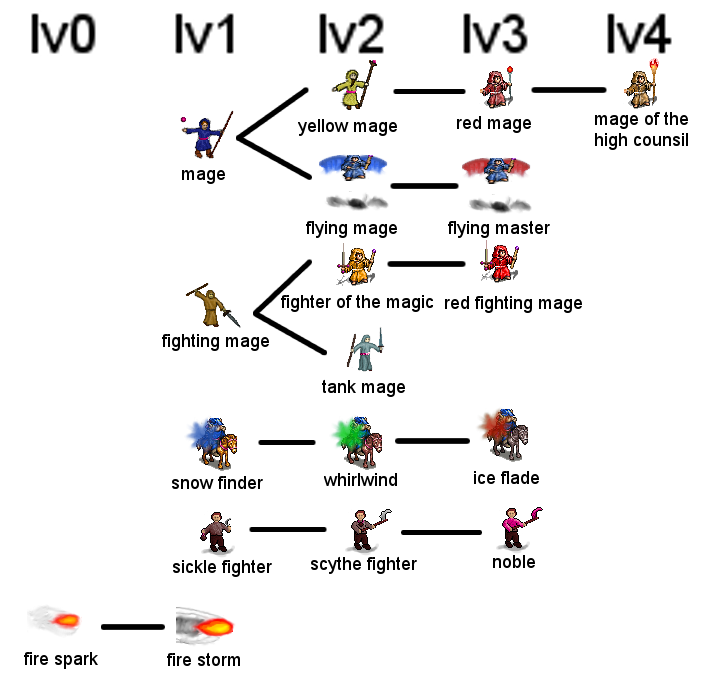 lv0 lv1 lv2 lv3 lv4
yellow mage
red mage
mage of the
high counsil
mage
flying mage
flying master
fighter of the magic
red fighting mage
fighting mage
tank mage
snow finder
whirlwind
ice flade
sickle fighter
scythe fighter
noble
fire spark
fire storm